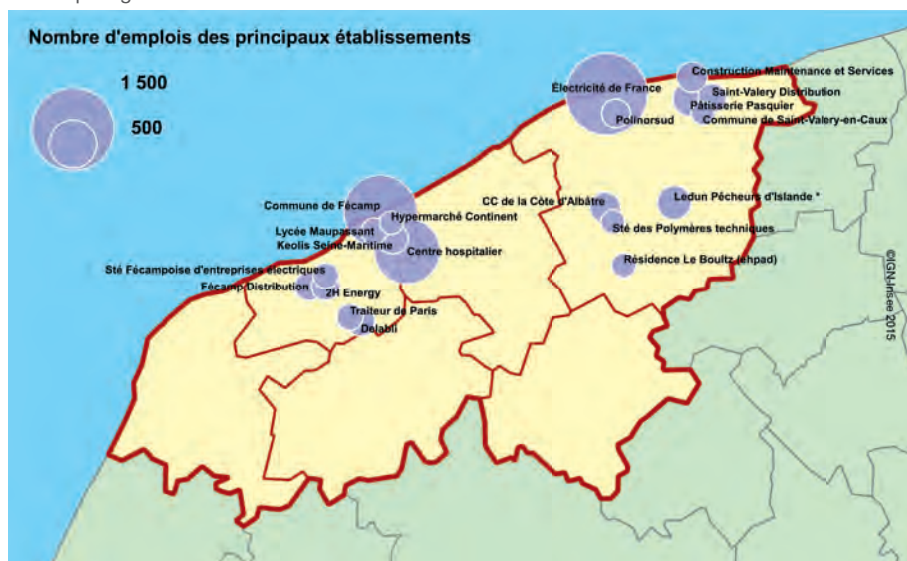 Nombre d'emplois des principaux établissements
1 500
500
Construction Maintenance et Services
Électricité de France
Saint-Valery Distribution
Pâtisserie Pasquier
Polinorsud
Commune de Saint-Valery-en-Caux
CC de la Côte d'Albâtre
Ledun Pêcheurs d'Islande *
Commune de Fécamp
Hypermarché Continent
Sté des Polymères techniques
Lycée Maupassant
Keolis Seine-Maritime
Centre hospitalier
Résidence Le Boultz (ehpad)
Sté Fécampoise d'entreprises électriques
Fécamp Distribution
2H Energy
Traiteur de Paris
Delabli
©IGN-Insee 2015